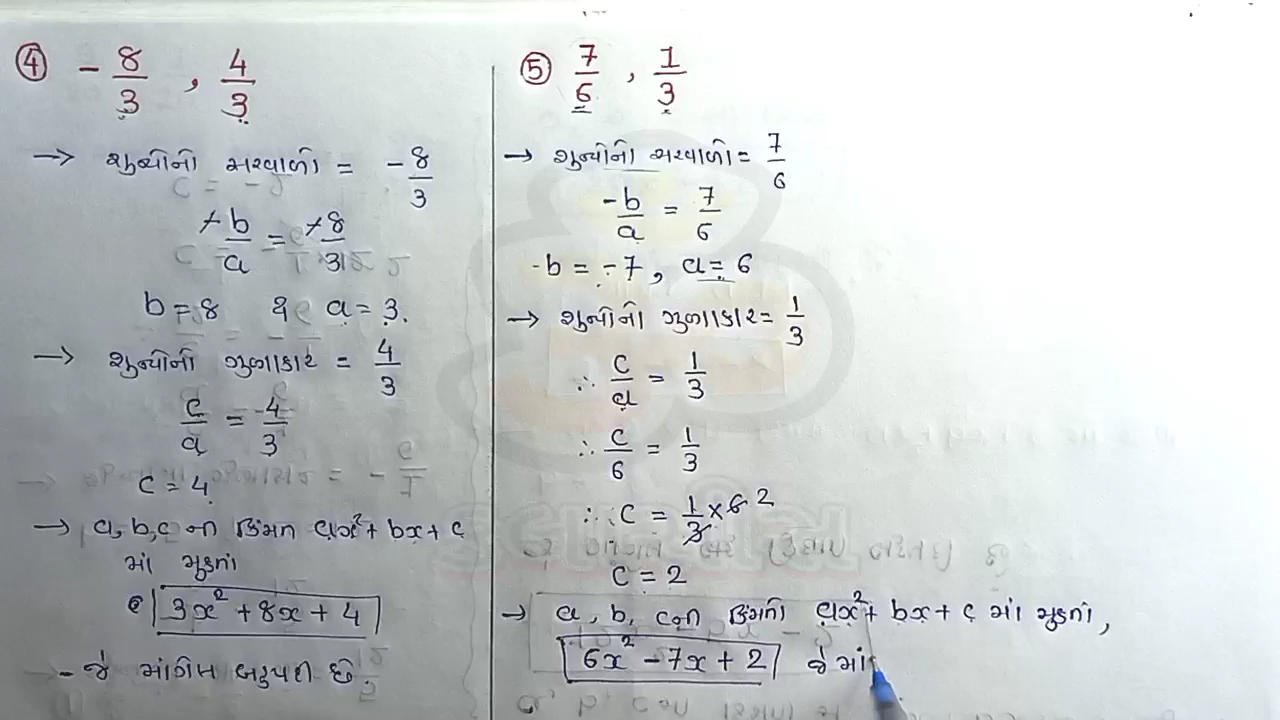 ④ - 8/3 , 4/3
→ શૂન્યોનો સરવાળો = - 8/3
-b/a = -8/3
b = 8 & a = 3.
→ શૂન્યોનો ગુણાકાર = 4/3
c/a = 4/3
c = 4
→ a, b, c ની કિંમત ax² + bx + c
માં મુકતાં
3x² + 8x + 4
- જે માંગેલ બહુપદી છે.
⑤ 7/6 , 1/3
→ શૂન્યોનો સરવાળો = 7/6
-b/a = 7/6
b = -7, a = 6
→ શૂન્યોનો ગુણાકાર = 1/3
∴ c/a = 1/3
∴ c/6 = 1/3
∴ c = 1/3 × 6 2
c = 2
→ a, b, c ની કિંમતો ax² + bx + c માં મુકતાં,
6x² - 7x + 2 જે માં